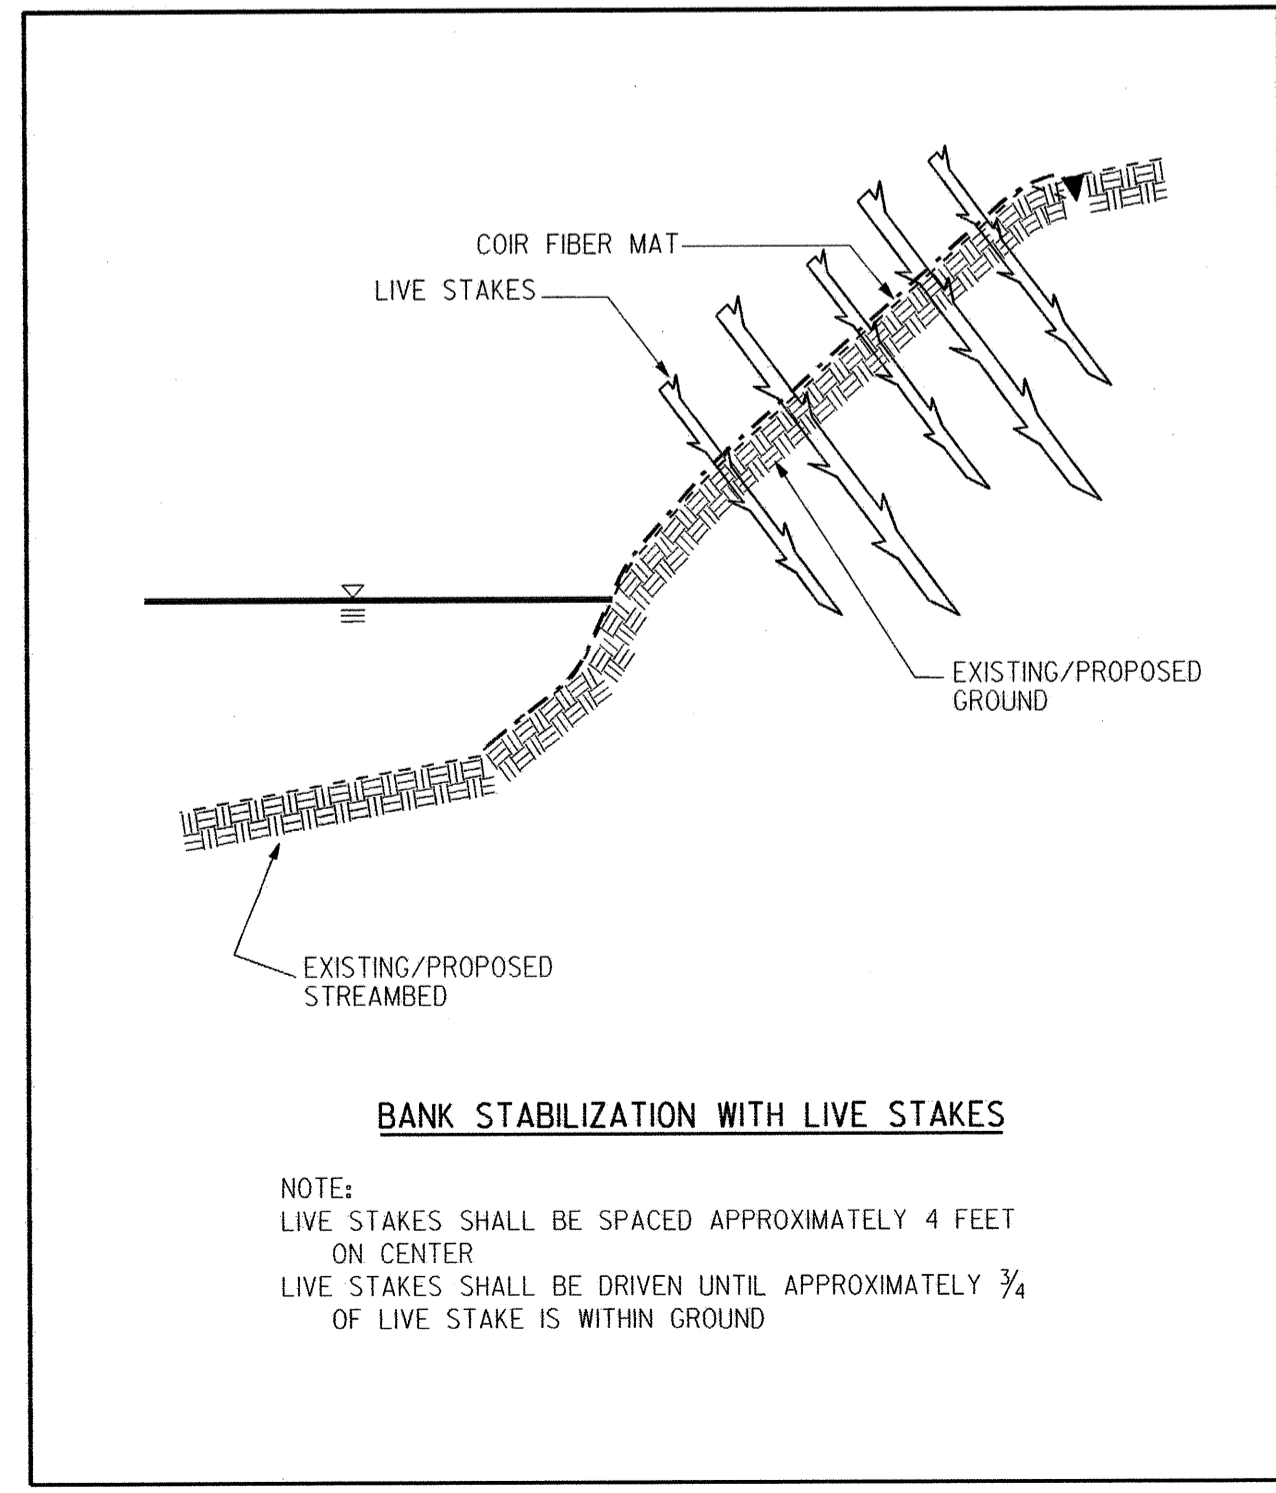 COIR FIBER MAT
LIVE STAKES
EXISTING/PROPOSED
GROUND
EXISTING/PROPOSED
STREAMBED
BANK STABILIZATION WITH LIVE STAKES
NOTE:
LIVE STAKES SHALL BE SPACED APPROXIMATELY 4 FEET
ON CENTER
LIVE STAKES SHALL BE DRIVEN UNTIL APPROXIMATELY 3/4
OF LIVE STAKE IS WITHIN GROUND